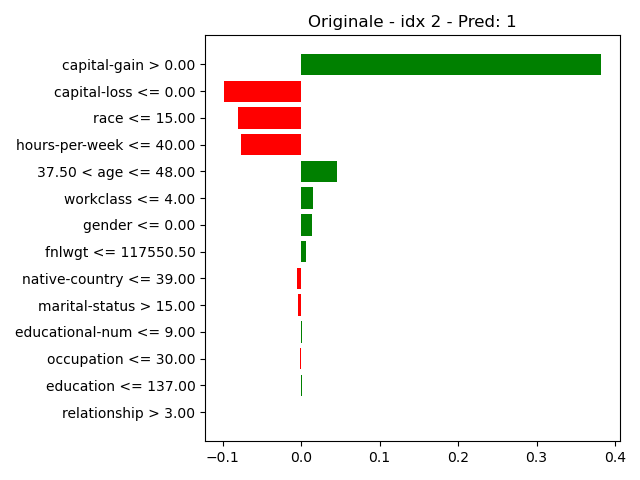 Originale - idx 2 - Pred: 1
capital-gain > 0.00
capital-loss <= 0.00
race <= 15.00
hours-per-week <= 40.00
37.50 < age <= 48.00
workclass <= 4.00
gender <= 0.00
fnlwgt <= 117550.50
native-country <= 39.00
marital-status > 15.00
educational-num <= 9.00
occupation <= 30.00
education <= 137.00
relationship > 3.00
−0.1 0.0 0.1 0.2 0.3 0.4